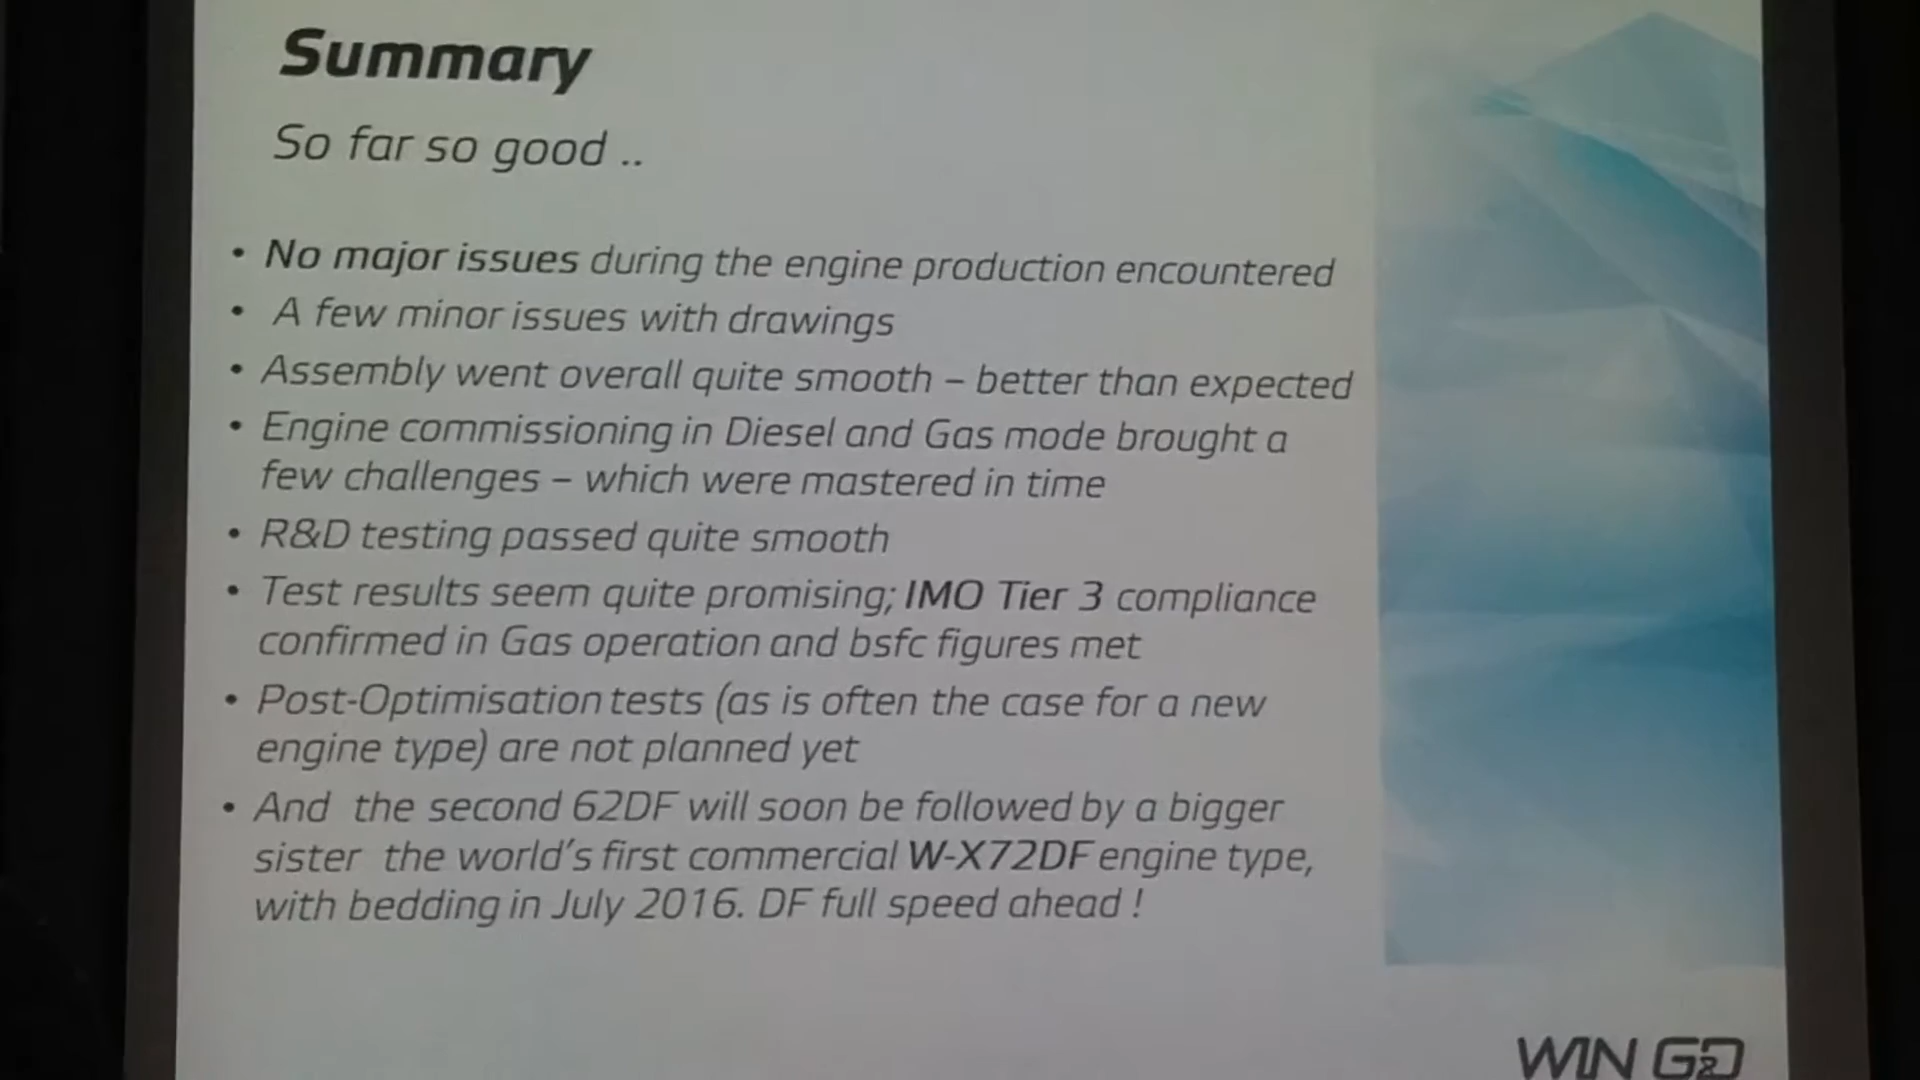 Summary
So far so good ..
• No major issues during the engine production encountered
• A few minor issues with drawings
• Assembly went overall quite smooth – better than expected
• Engine commissioning in Diesel and Gas mode brought a
few challenges – which were mastered in time
• R&D testing passed quite smooth
• Test results seem quite promising; IMO Tier 3 compliance
confirmed in Gas operation and bsfc figures met
• Post-Optimisation tests (as is often the case for a new
engine type) are not planned yet
• And the second 62DF will soon be followed by a bigger
sister the world's first commercial W-X72DF engine type,
with bedding in July 2016. DF full speed ahead !
WIN G&D